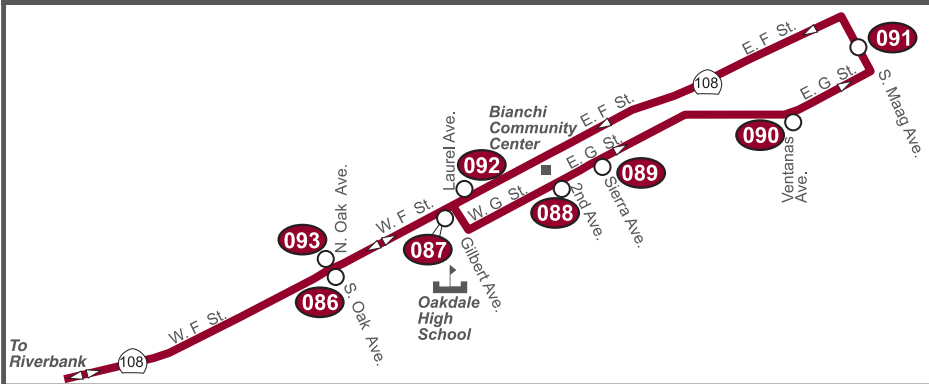 E. F St.
091
108
E. G St.
S. Maag Ave.
Bianchi
Community
Center
E. F St.
090
Ventanas
Ave.
Laurel Ave.
092
E. G St.
089
Sierra Ave.
W. G St.
088
2nd Ave.
N. Oak Ave.
W. F St.
093
087
Gilbert Ave.
086
S. Oak Ave.
Oakdale
High
School
W. F St.
To
Riverbank
108